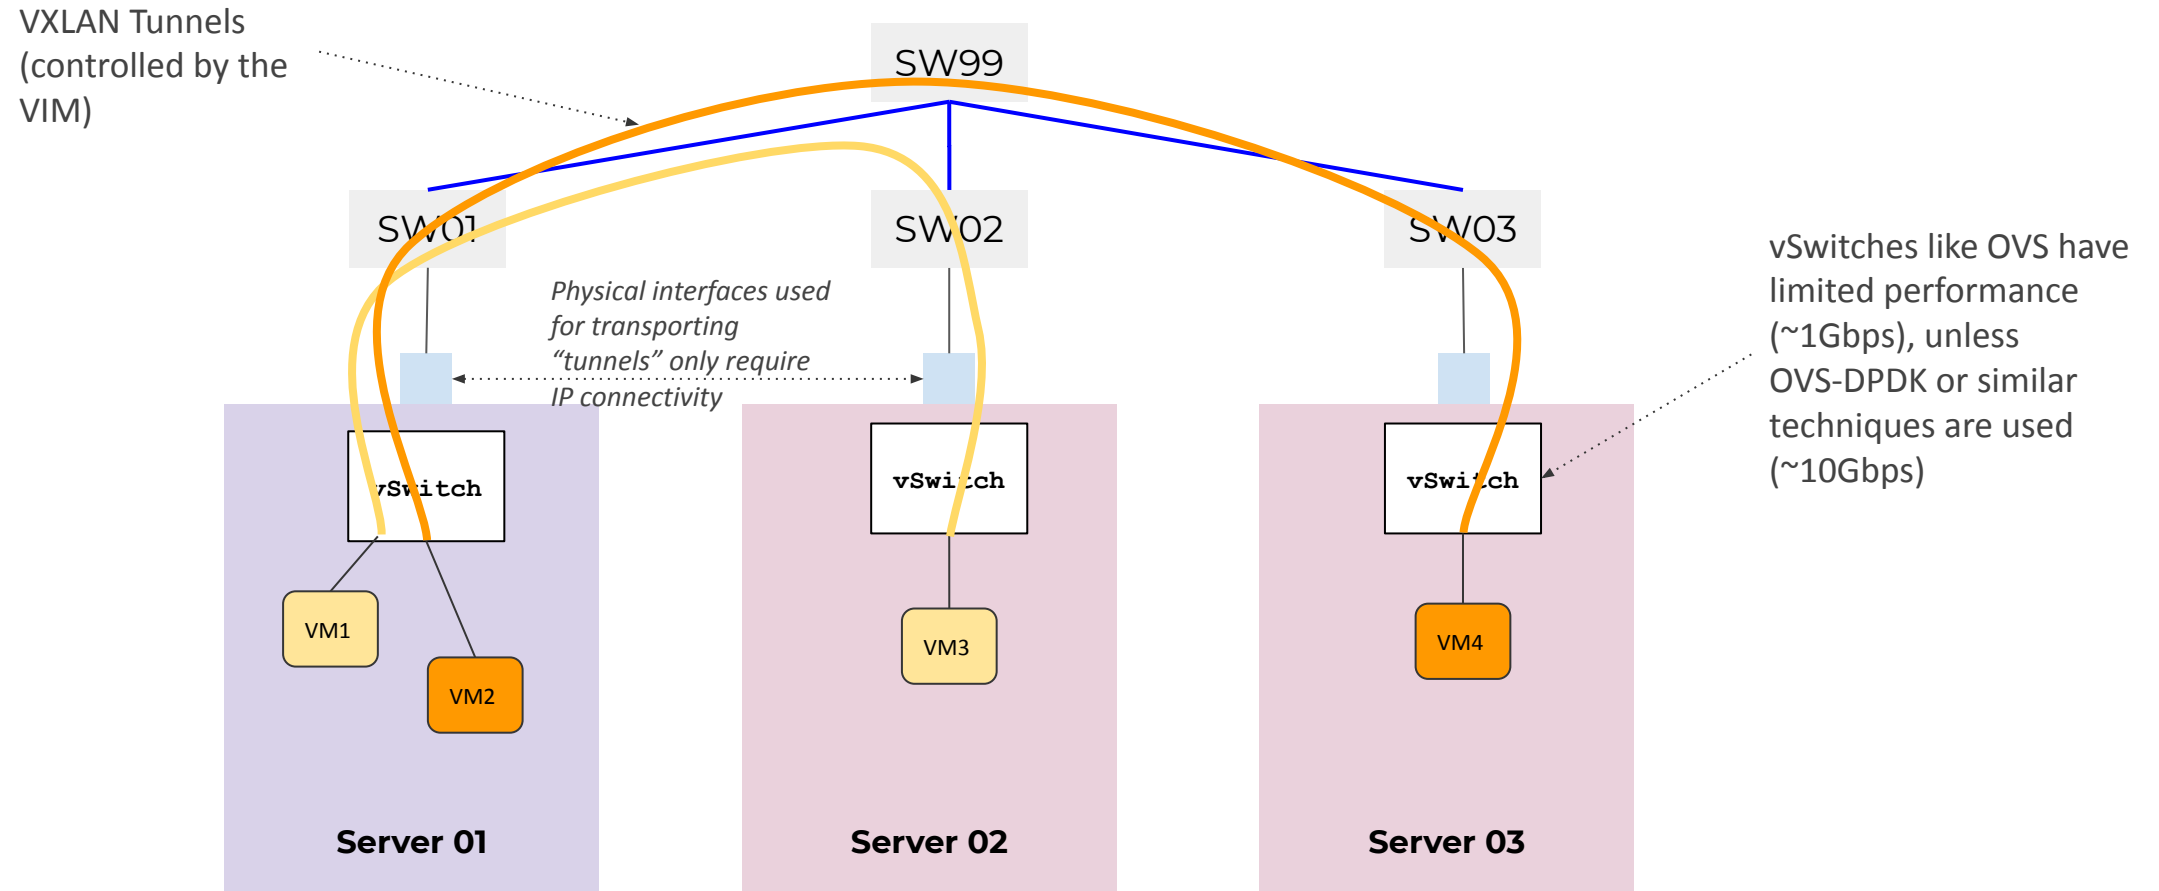 VXLAN Tunnels
(controlled by the
VIM)
SW99
SW01
SW02
SW03
Physical interfaces used
for transporting
“tunnels” only require
IP connectivity
vSwitches like OVS have
limited performance
(~1Gbps), unless
OVS-DPDK or similar
techniques are used
(~10Gbps)
vSwitch
vSwitch
vSwitch
VM1
VM2
VM3
VM4
Server 01
Server 02
Server 03